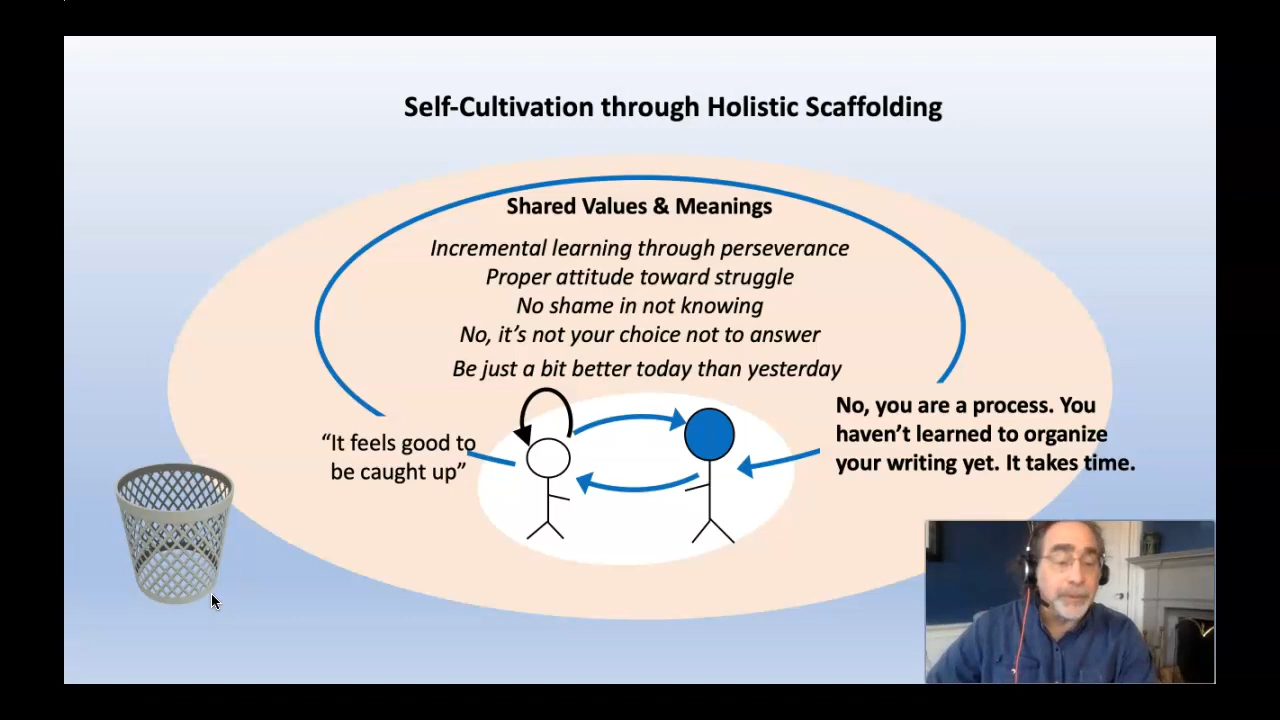 Self-Cultivation through Holistic Scaffolding
Shared Values & Meanings
Incremental learning through perseverance
Proper attitude toward struggle
No shame in not knowing
No, it's not your choice not to answer
Be just a bit better today than yesterday
“It feels good to
be caught up”
No, you are a process. You
haven't learned to organize
your writing yet. It takes time.